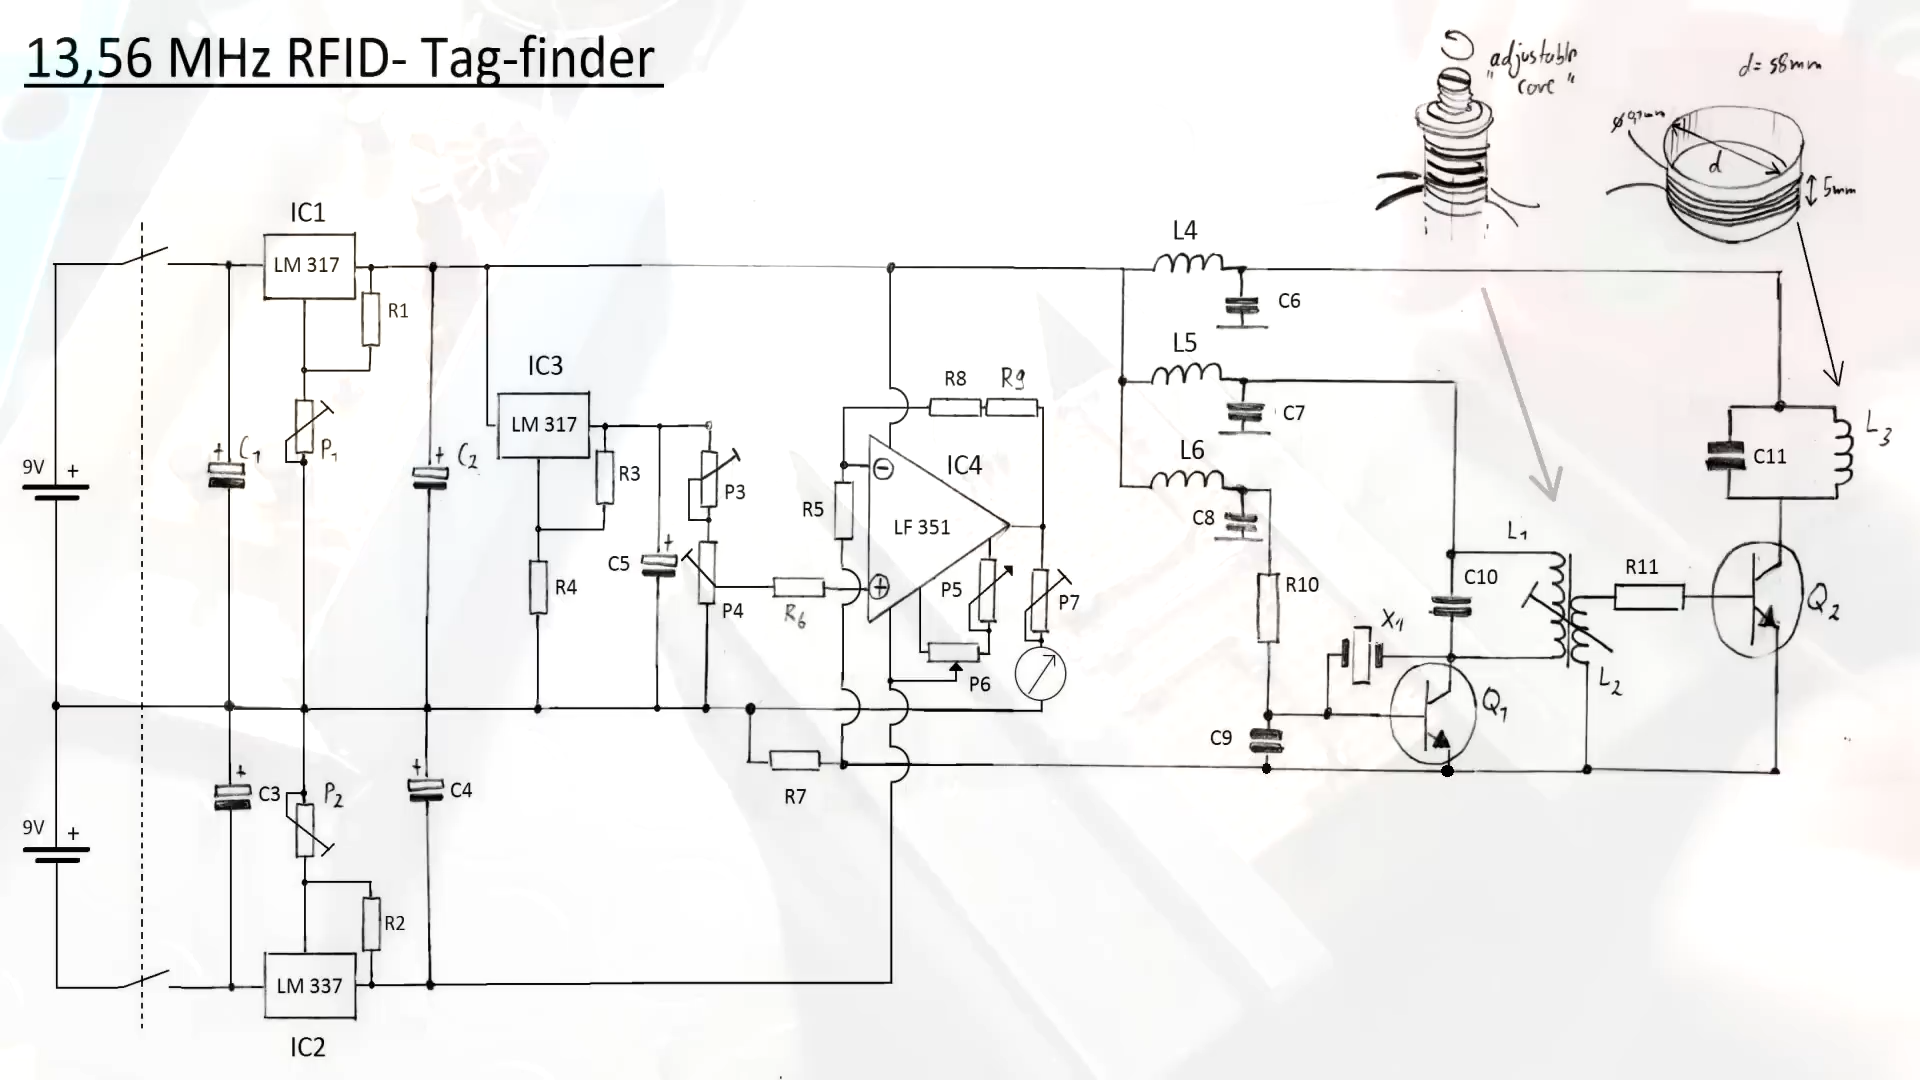 13,56 MHz RFID- Tag-finder
"adjustable
core"
d= 58mm
d
5mm
IC1
LM 317
R1
L4
C6
IC3
LM 317
R3
R8 R9
L5
C7
L3
C11
P1
9V +
+ C1
+ C2
P3
IC4
LF 351
R5
L6
C8
R4
C5 +
P4
R6
P5
P6
P7
R10
X1
C10
L1
L2
R11
Q2
Q1
C9
R7
9V +
+ C3
P2
+ C4
R2
LM 337
IC2